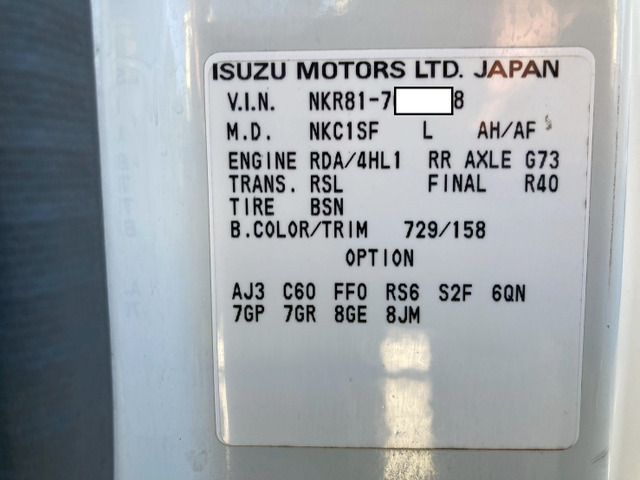 ISUZU MOTORS LTD. JAPAN
V.I.N. NKR81-7 8
M.D. NKC1SF L AH/AF
ENGINE RDA/4HL1 RR AXLE G73
TRANS. RSL FINAL R40
TIRE BSN
B.COLOR/TRIM 729/158
OPTION
AJ3 C60 FF0 RS6 S2F 6QN
7GP 7GR 8GE 8JM